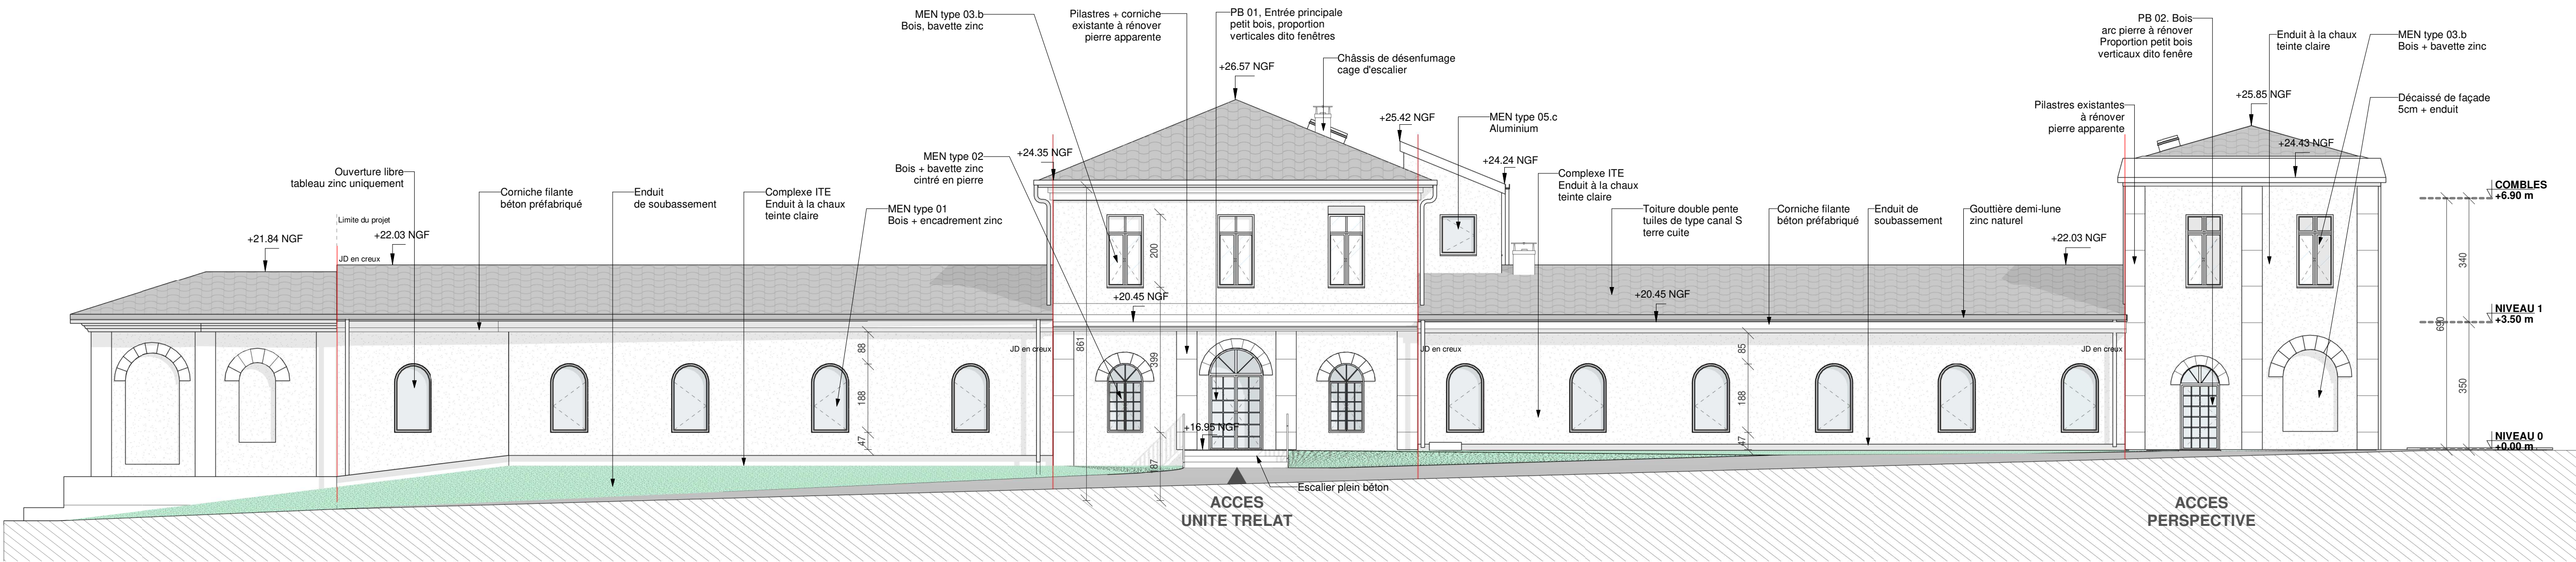 MEN type 03.b
Bois, bavette zinc
Pilastres + corniche
existante à rénover
pierre apparente
PB 01, Entrée principale
petit bois, proportion
verticales dito fenêtres
+26.57 NGF
Châssis de désenfumage
cage d'escalier
+25.42 NGF
MEN type 05.c
Aluminium
PB 02. Bois
arc pierre à rénover
Proportion petit bois
verticaux dito fenêre
Enduit à la chaux
teinte claire
MEN type 03.b
Bois + bavette zinc
+25.85 NGF
Décaissé de façade
5cm + enduit
Pilastres existantes
à rénover
pierre apparente
+24.43 NGF
MEN type 02
Bois + bavette zinc
cintré en pierre
+24.35 NGF
+24.24 NGF
Ouverture libre
tableau zinc uniquement
Corniche filante
béton préfabriqué
Enduit
de soubassement
Complexe ITE
Enduit à la chaux
teinte claire
MEN type 01
Bois + encadrement zinc
Complexe ITE
Enduit à la chaux
teinte claire
Toiture double pente
tuiles de type canal S
terre cuite
Corniche filante
béton préfabriqué
Enduit de
soubassement
Gouttière demi-lune
zinc naturel
COMBLES
+6.90 m
Limite du projet
+21.84 NGF
+22.03 NGF
JD en creux
+22.03 NGF
200
340
+20.45 NGF
+20.45 NGF
NIVEAU 1
+3.50 m
690
88
JD en creux
861
399
JD en creux
85
JD en creux
188
188
350
47
+16.95 NGF
47
NIVEAU 0
+0.00 m
187
Escalier plein béton
ACCES
UNITE TRELAT
ACCES
PERSPECTIVE